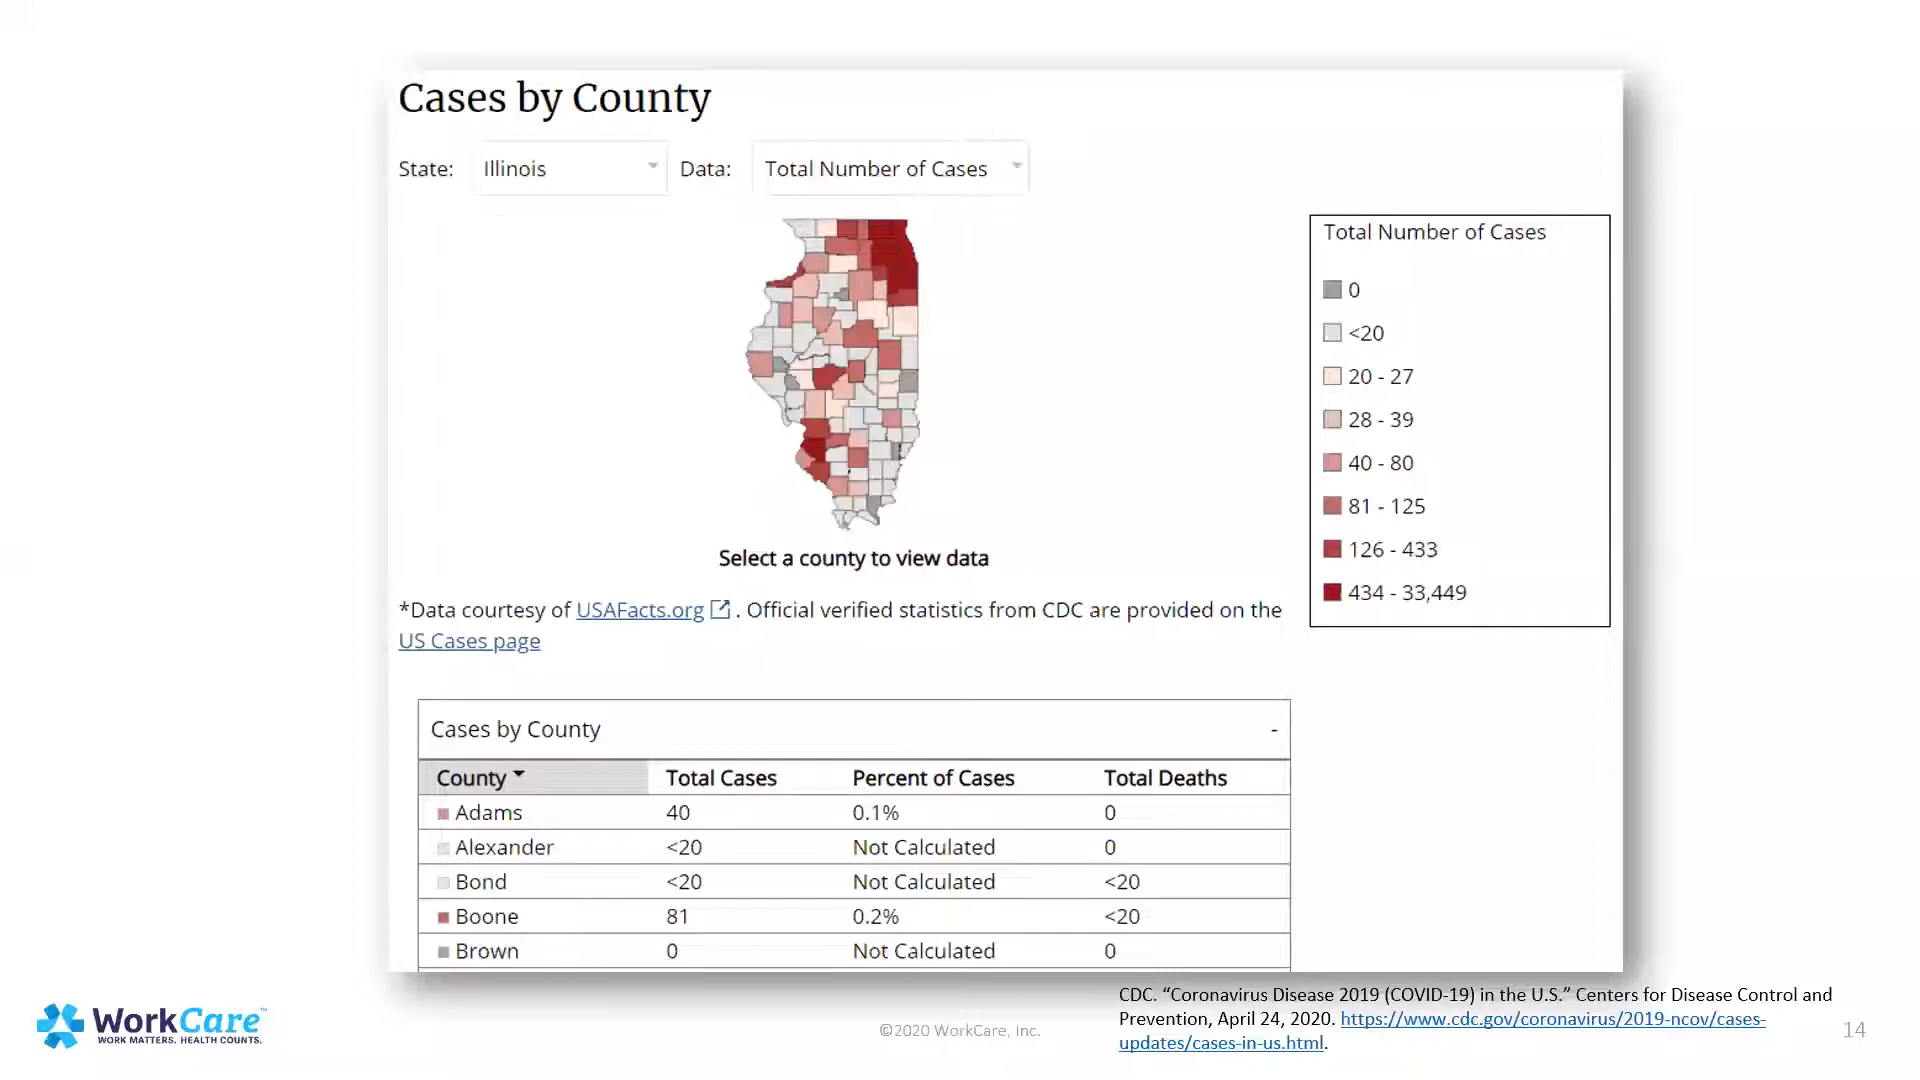 Cases by County
State: Illinois Data: Total Number of Cases
Total Number of Cases
0
<20
20 - 27
28 - 39
40 - 80
81 - 125
126 - 433
434 - 33,449
Select a county to view data
*Data courtesy of USAFacts.org . Official verified statistics from CDC are provided on the
US Cases page
Cases by County -
County Total Cases Percent of Cases Total Deaths
Adams 40 0.1% 0
Alexander <20 Not Calculated 0
Bond <20 Not Calculated <20
Boone 81 0.2% <20
Brown 0 Not Calculated 0
CDC. “Coronavirus Disease 2019 (COVID-19) in the U.S.” Centers for Disease Control and
Prevention, April 24, 2020. https://www.cdc.gov/coronavirus/2019-ncov/cases-
updates/cases-in-us.html.
WorkCare™
WORK MATTERS. HEALTH COUNTS.
©2020 WorkCare, Inc.
14